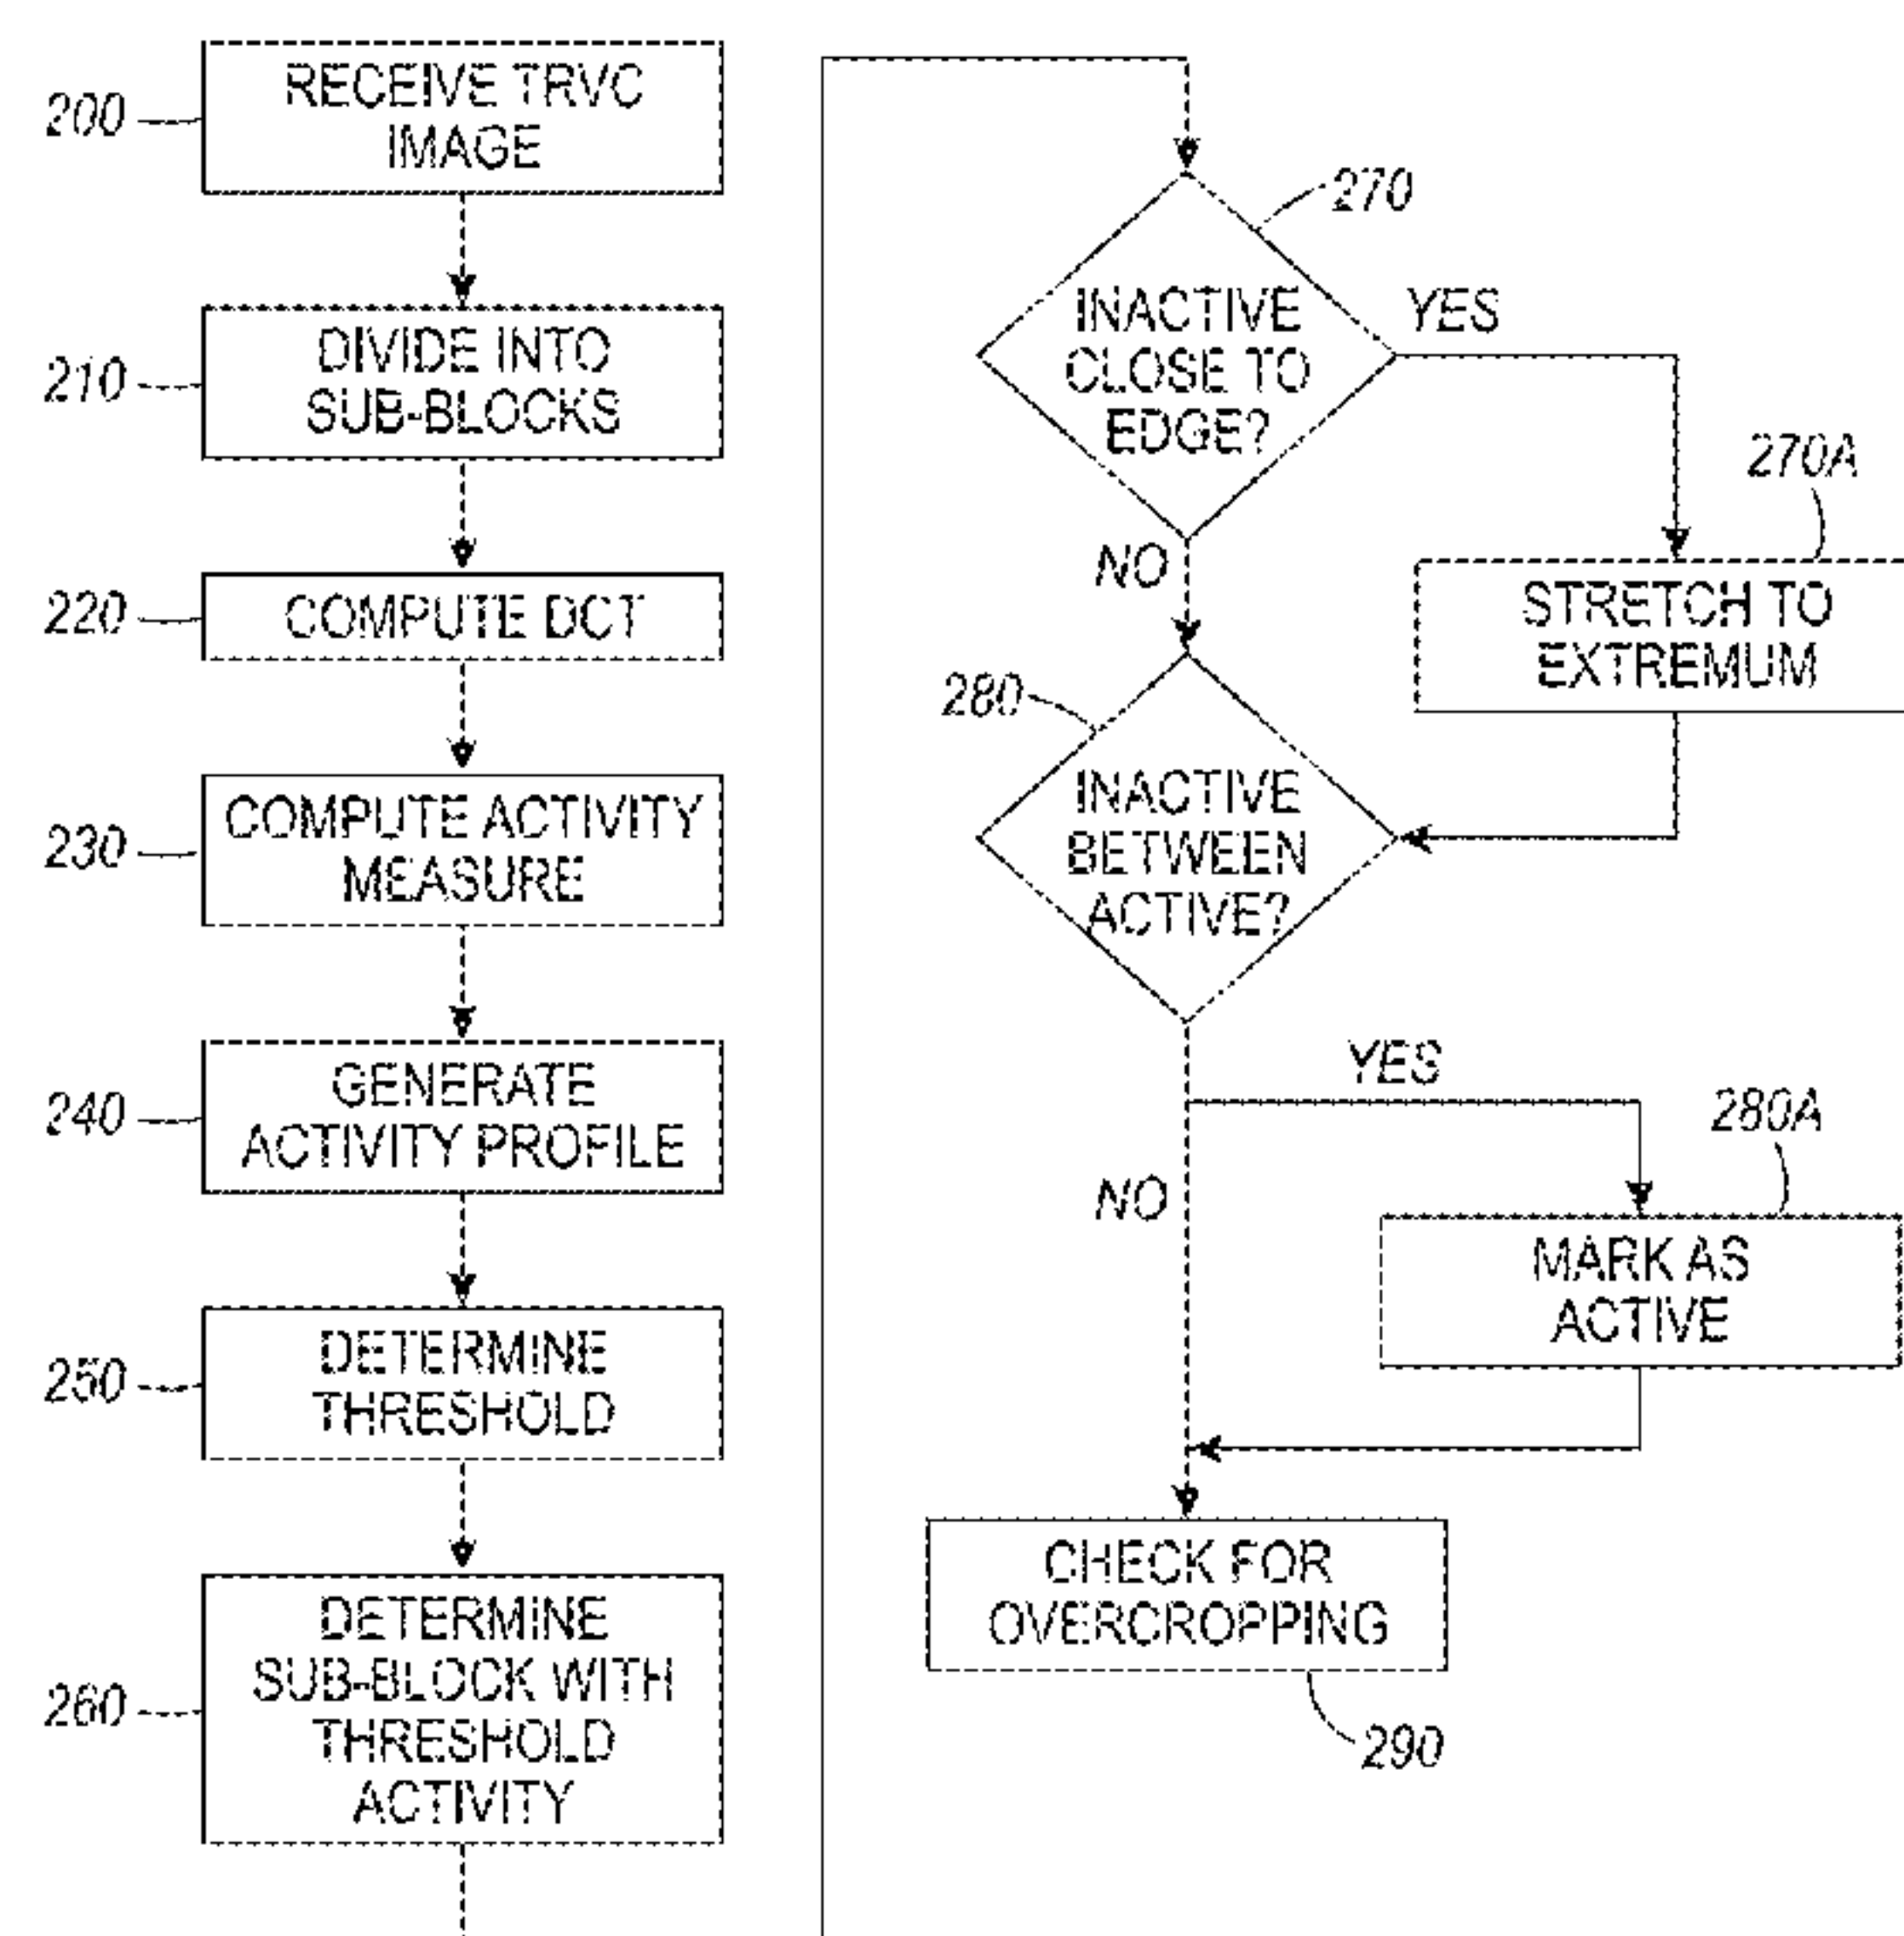 200
RECEIVE TRVC
IMAGE
210
DIVIDE INTO
SUB-BLOCKS
220
COMPUTE DCT
230
COMPUTE ACTIVITY
MEASURE
240
GENERATE
ACTIVITY PROFILE
250
DETERMINE
THRESHOLD
260
DETERMINE
SUB-BLOCK WITH
THRESHOLD
ACTIVITY
270
INACTIVE
CLOSE TO
EDGE?
YES
NO
270A
STRETCH TO
EXTREMUM
280
INACTIVE
BETWEEN
ACTIVE?
YES
NO
280A
MARK AS
ACTIVE
CHECK FOR
OVERCROPPING
290